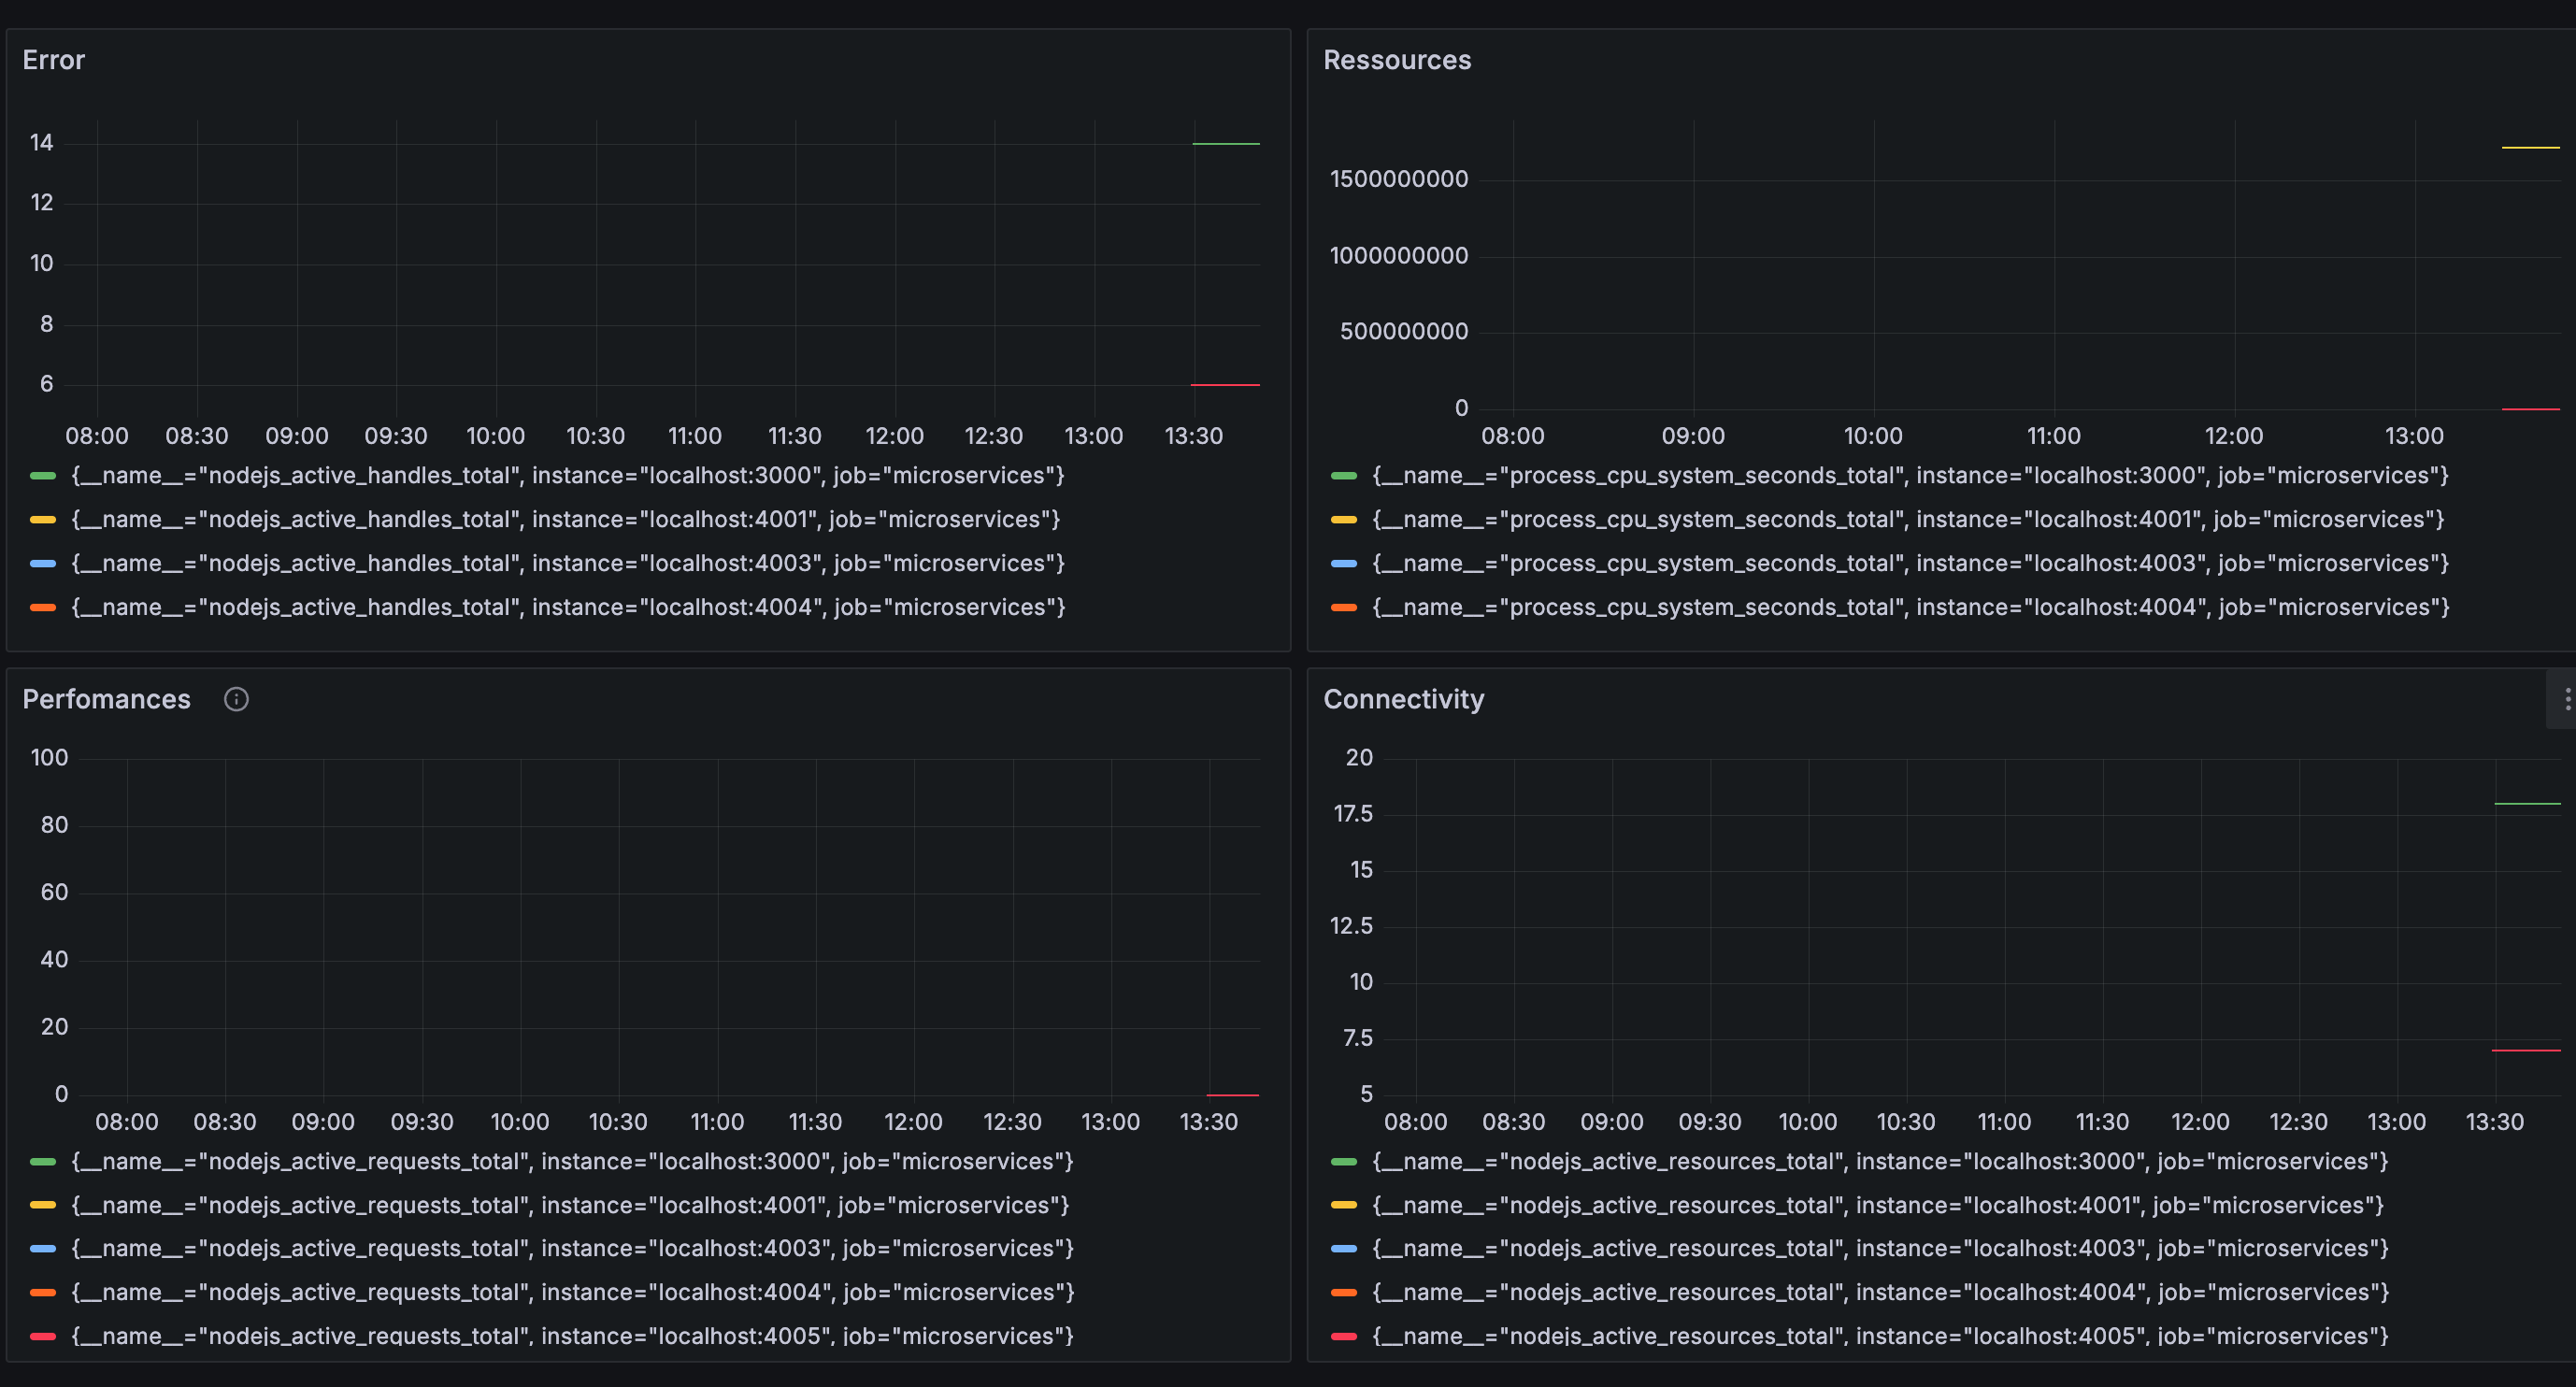 Error
14
12
10
8
6
08:00 08:30 09:00 09:30 10:00 10:30 11:00 11:30 12:00 12:30 13:00 13:30
{__name__="nodejs_active_handles_total", instance="localhost:3000", job="microservices"}
{__name__="nodejs_active_handles_total", instance="localhost:4001", job="microservices"}
{__name__="nodejs_active_handles_total", instance="localhost:4003", job="microservices"}
{__name__="nodejs_active_handles_total", instance="localhost:4004", job="microservices"}
Ressources
1500000000
1000000000
500000000
0
08:00 09:00 10:00 11:00 12:00 13:00
{__name__="process_cpu_system_seconds_total", instance="localhost:3000", job="microservices"}
{__name__="process_cpu_system_seconds_total", instance="localhost:4001", job="microservices"}
{__name__="process_cpu_system_seconds_total", instance="localhost:4003", job="microservices"}
{__name__="process_cpu_system_seconds_total", instance="localhost:4004", job="microservices"}
Perfomances
100
80
60
40
20
0
08:00 08:30 09:00 09:30 10:00 10:30 11:00 11:30 12:00 12:30 13:00 13:30
{__name__="nodejs_active_requests_total", instance="localhost:3000", job="microservices"}
{__name__="nodejs_active_requests_total", instance="localhost:4001", job="microservices"}
{__name__="nodejs_active_requests_total", instance="localhost:4003", job="microservices"}
{__name__="nodejs_active_requests_total", instance="localhost:4004", job="microservices"}
{__name__="nodejs_active_requests_total", instance="localhost:4005", job="microservices"}
Connectivity
20
17.5
15
12.5
10
7.5
5
08:00 08:30 09:00 09:30 10:00 10:30 11:00 11:30 12:00 12:30 13:00 13:30
{__name__="nodejs_active_resources_total", instance="localhost:3000", job="microservices"}
{__name__="nodejs_active_resources_total", instance="localhost:4001", job="microservices"}
{__name__="nodejs_active_resources_total", instance="localhost:4003", job="microservices"}
{__name__="nodejs_active_resources_total", instance="localhost:4004", job="microservices"}
{__name__="nodejs_active_resources_total", instance="localhost:4005", job="microservices"}